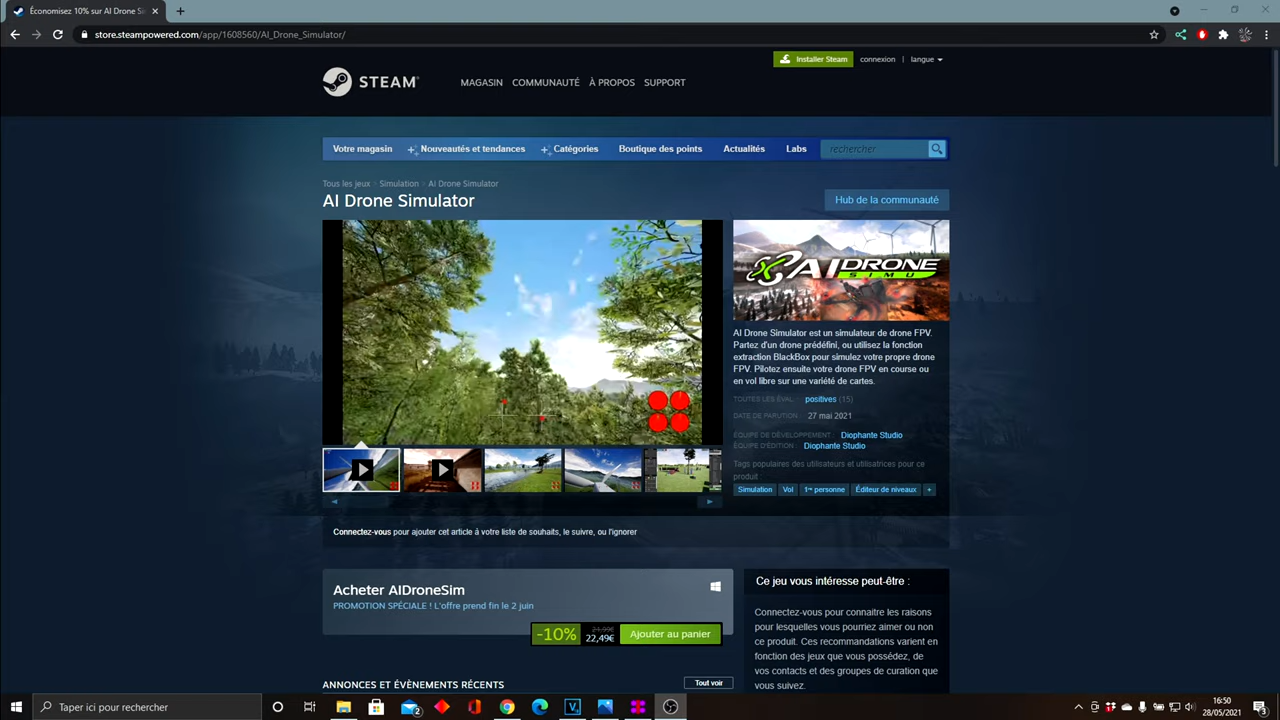 Économisez 10% sur AI Drone Si
store.steampowered.com/app/1608560/AI_Drone_Simulator/
Installer Steam
connexion | langue
STEAM
MAGASIN COMMUNAUTÉ À PROPOS SUPPORT
Votre magasin Nouveautés et tendances Catégories Boutique des points Actualités Labs rechercher
Tous les jeux > Simulation > AI Drone Simulator
AI Drone Simulator
Hub de la communauté
AIDRONE
SIMU
AI Drone Simulator est un simulateur de drone FPV.
Partez d'un drone prédéfini, ou utilisez la fonction
extraction BlackBox pour simulez votre propre drone
FPV. Pilotez ensuite votre drone FPV en course ou
en vol libre sur une variété de cartes.
TOUTES LES ÉVAL. : positives (15)
DATE DE PARUTION : 27 mai 2021
ÉQUIPE DE DÉVELOPPEMENT : Diophante Studio
ÉQUIPE D'ÉDITION : Diophante Studio
Tags populaires des utilisateurs et utilisatrices pour ce
produit :
Simulation Vol 1re personne Éditeur de niveaux +
Connectez-vous pour ajouter cet article à votre liste de souhaits, le suivre, ou l'ignorer
Acheter AIDroneSim
PROMOTION SPÉCIALE ! L'offre prend fin le 2 juin
-10% 22,49€ Ajouter au panier
Ce jeu vous intéresse peut-être :
Connectez-vous pour connaitre les raisons
pour lesquelles vous pourriez aimer ou non
ce produit. Ces recommandations varient en
fonction des jeux que vous possédez, de
vos contacts et des groupes de curation que
vous suivez.
ANNONCES ET ÉVÈNEMENTS RÉCENTS
Tout voir
Taper ici pour rechercher
2
16:50
28/05/2021
3